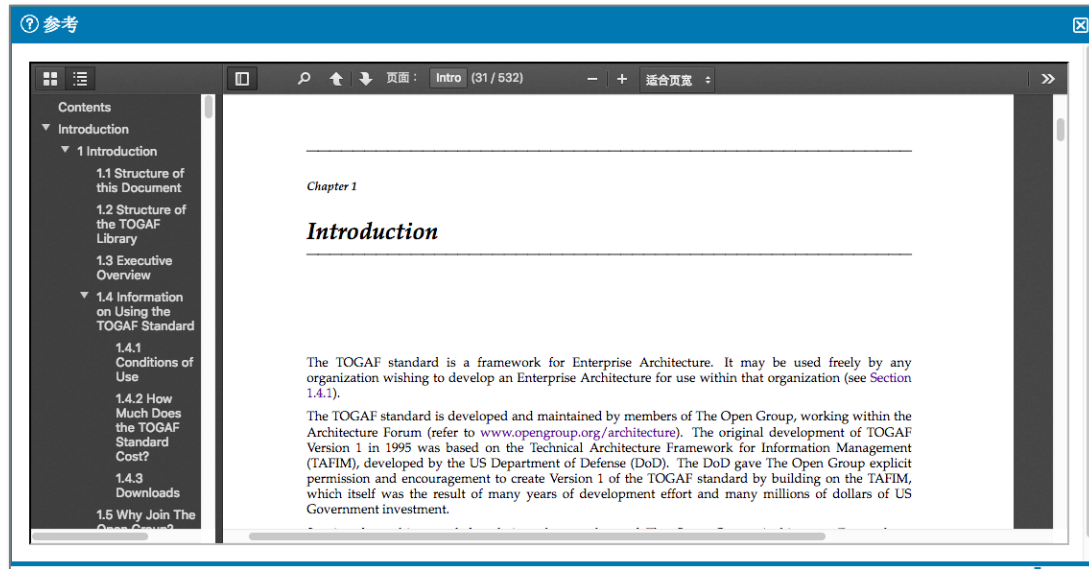 参考
页面： Intro (31 / 532)
适合页宽
Contents
Introduction
1 Introduction
1.1 Structure of
this Document
1.2 Structure of
the TOGAF
Library
1.3 Executive
Overview
1.4 Information
on Using the
TOGAF Standard
1.4.1
Conditions of
Use
1.4.2 How
Much Does
the TOGAF
Standard
Cost?
1.4.3
Downloads
1.5 Why Join The
Open Group?
Chapter 1
Introduction
The TOGAF standard is a framework for Enterprise Architecture. It may be used freely by any
organization wishing to develop an Enterprise Architecture for use within that organization (see Section
1.4.1).
The TOGAF standard is developed and maintained by members of The Open Group, working within the
Architecture Forum (refer to www.opengroup.org/architecture). The original development of TOGAF
Version 1 in 1995 was based on the Technical Architecture Framework for Information Management
(TAFIM), developed by the US Department of Defense (DoD). The DoD gave The Open Group explicit
permission and encouragement to create Version 1 of the TOGAF standard by building on the TAFIM,
which itself was the result of many years of development effort and many millions of dollars of US
Government investment.